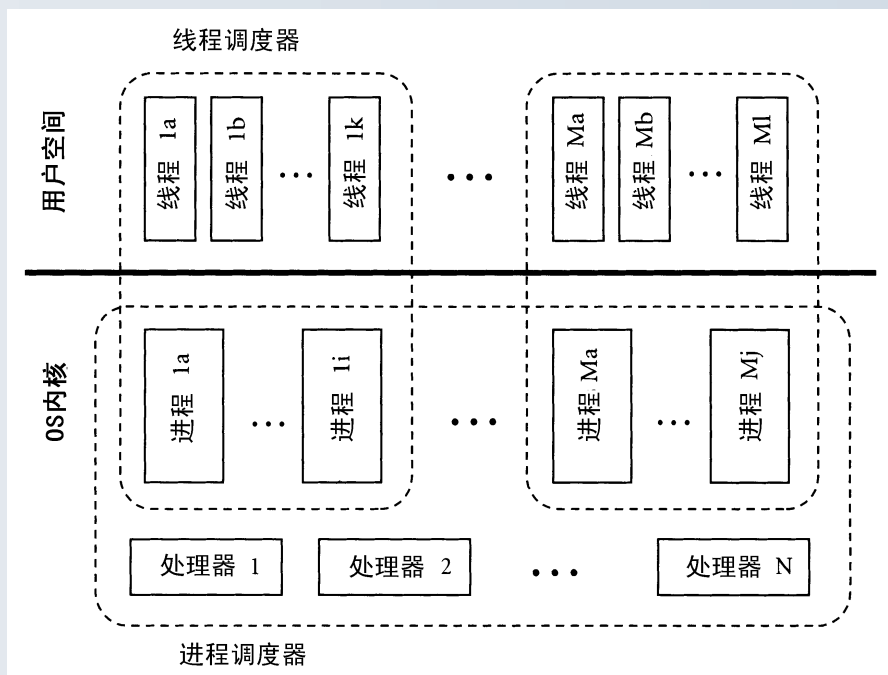 线程调度器
用户空间
线程 1a
线程 1b
...
线程 1k
...
线程 Ma
线程 Mb
...
线程 Ml
OS内核
进程 1a
...
进程 1i
...
进程 Ma
...
进程 Mj
处理器 1
处理器 2
...
处理器 N
进程调度器